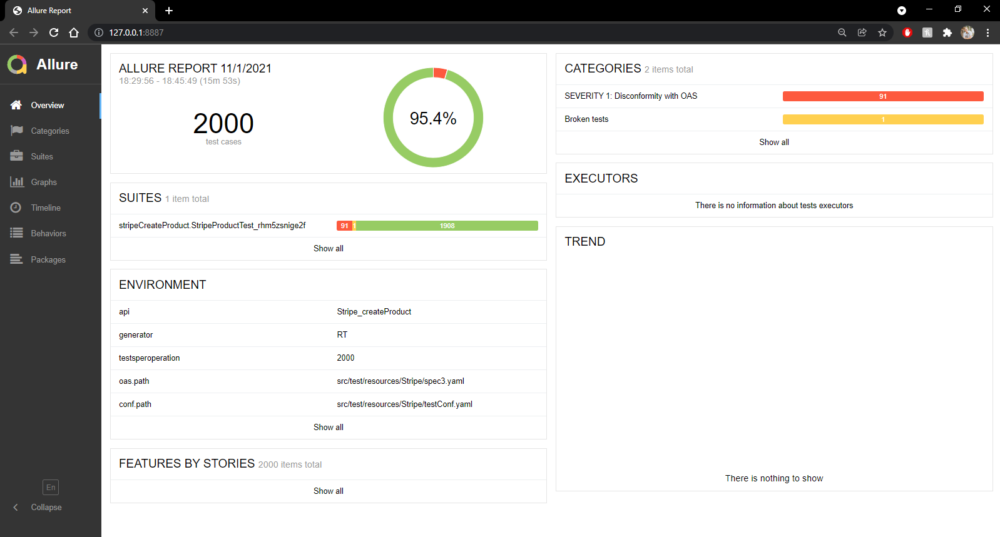 Allure Report
127.0.0.1:8887
Allure
Overview
Categories
Suites
Graphs
Timeline
Behaviors
Packages
En
Collapse
ALLURE REPORT 11/1/2021
18:29:56 - 18:45:49 (15m 53s)
2000
test cases
95.4%
SUITES 1 item total
stripeCreateProduct.StripeProductTest_rhm5zsnige2f 91 1 1908
Show all
ENVIRONMENT
api Stripe_createProduct
generator RT
testsperoperation 2000
oas.path src/test/resources/Stripe/spec3.yaml
conf.path src/test/resources/Stripe/testConf.yaml
Show all
FEATURES BY STORIES 2000 items total
Show all
CATEGORIES 2 items total
SEVERITY 1: Disconformity with OAS 91
Broken tests 1
Show all
EXECUTORS
There is no information about tests executors
TREND
There is nothing to show